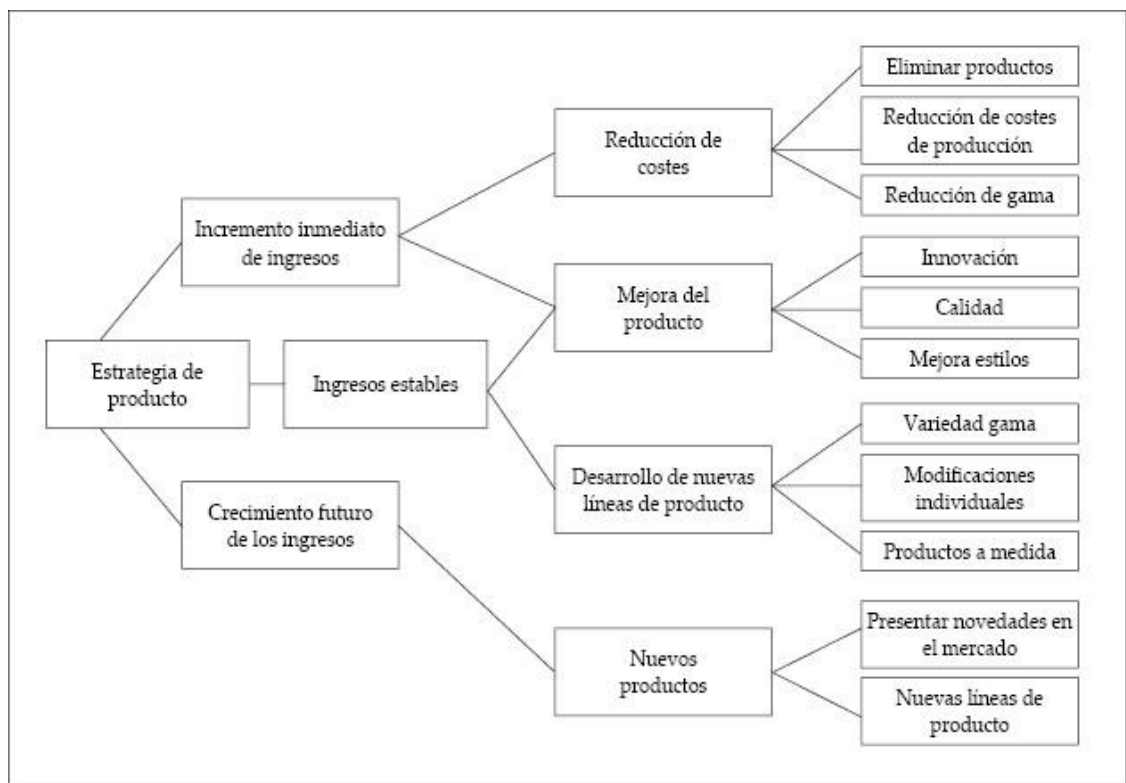 Estrategia de
producto
Incremento inmediato
de ingresos
Ingresos estables
Crecimiento futuro
de los ingresos
Reducción de
costes
Mejora del
producto
Desarrollo de nuevas
líneas de producto
Nuevos
productos
Eliminar productos
Reducción de costes
de producción
Reducción de gama
Innovación
Calidad
Mejora estilos
Variedad gama
Modificaciones
individuales
Productos a medida
Presentar novedades en
el mercado
Nuevas líneas de
producto